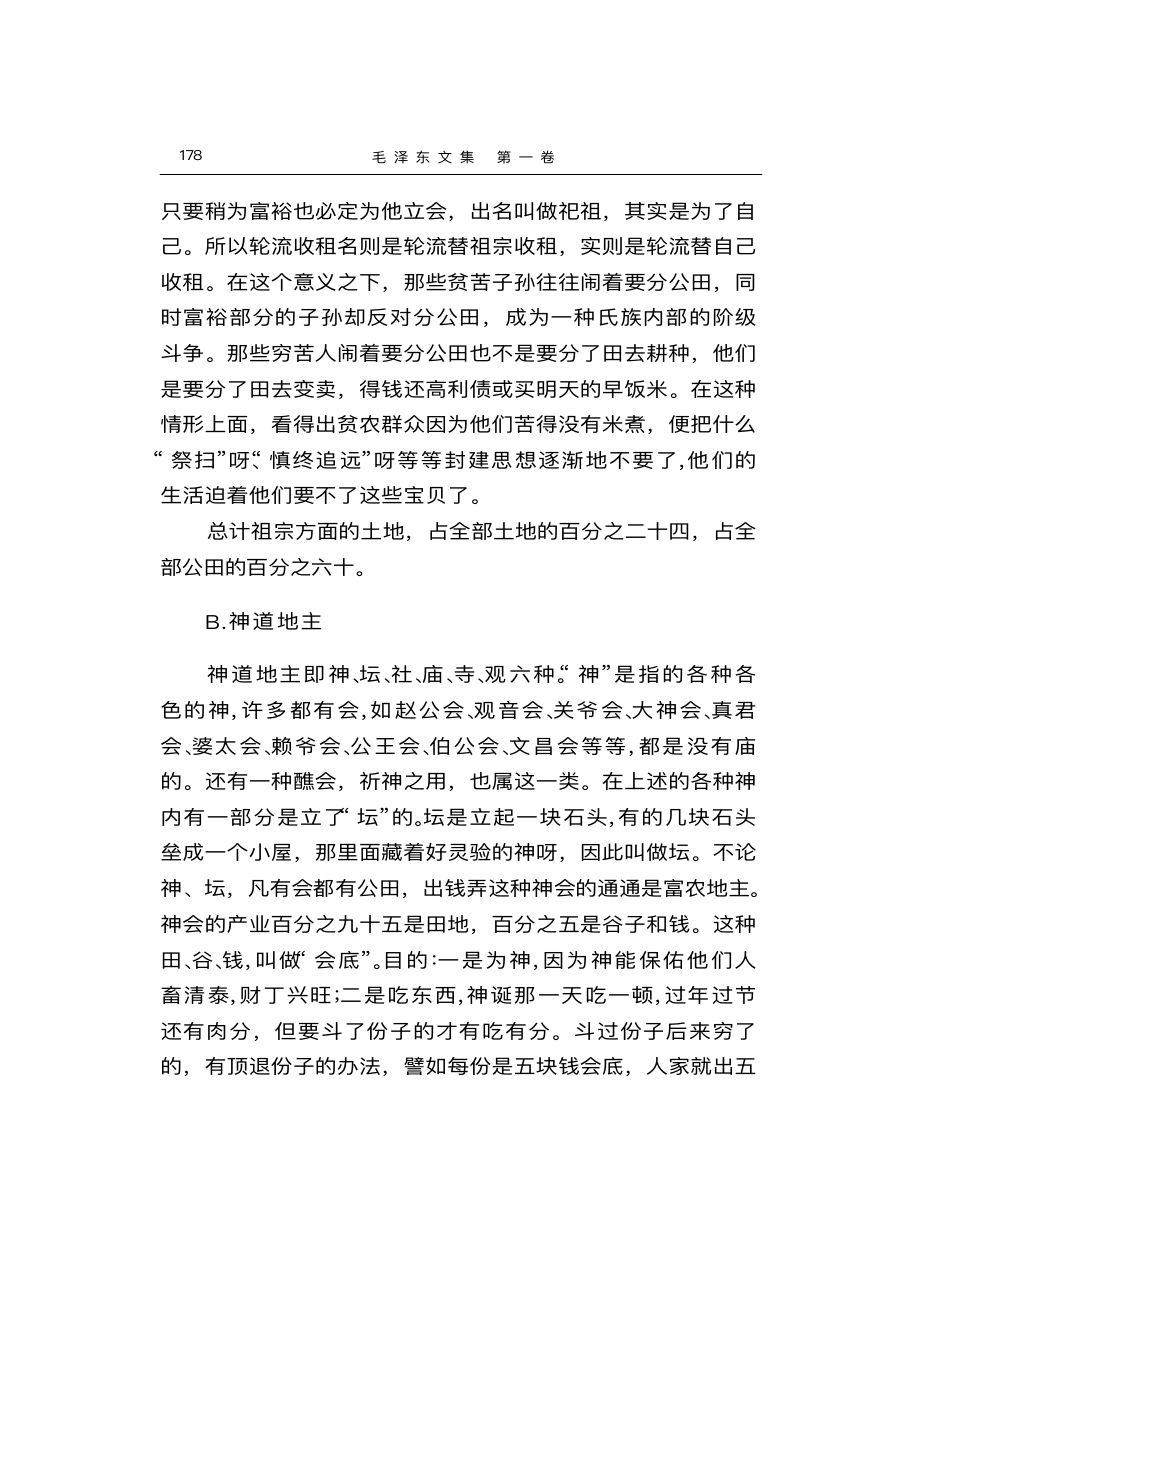 178
毛泽东文集 第一卷
只要稍为富裕也必定为他立会，出名叫做祀祖，其实是为了自
己。所以轮流收租名则是轮流替祖宗收租，实则是轮流替自己
收租。在这个意义之下，那些贫苦子孙往往闹着要分公田，同
时富裕部分的子孙却反对分公田，成为一种氏族内部的阶级
斗争。那些穷苦人闹着要分公田也不是要分了田去耕种，他们
是要分了田去变卖，得钱还高利债或买明天的早饭米。在这种
情形上面，看得出贫农群众因为他们苦得没有米煮，便把什么
“祭扫”呀、“慎终追远”呀等等封建思想逐渐地不要了,他们的
生活迫着他们要不了这些宝贝了。
总计祖宗方面的土地，占全部土地的百分之二十四，占全
部公田的百分之六十。
B.神道地主
神道地主即神、坛、社、庙、寺、观六种。“神”是指的各种各
色的神,许多都有会,如赵公会、观音会、关爷会、大神会、真君
会、婆太会、赖爷会、公王会、伯公会、文昌会等等,都是没有庙
的。还有一种醮会，祈神之用，也属这一类。在上述的各种神
内有一部分是立了“坛”的。坛是立起一块石头,有的几块石头
垒成一个小屋，那里面藏着好灵验的神呀，因此叫做坛。不论
神、坛，凡有会都有公田，出钱弄这种神会的通通是富农地主。
神会的产业百分之九十五是田地，百分之五是谷子和钱。这种
田、谷、钱,叫做“会底”。目的:一是为神,因为神能保佑他们人
畜清泰,财丁兴旺;二是吃东西,神诞那一天吃一顿,过年过节
还有肉分，但要斗了份子的才有吃有分。斗过份子后来穷了
的，有顶退份子的办法，譬如每份是五块钱会底，人家就出五